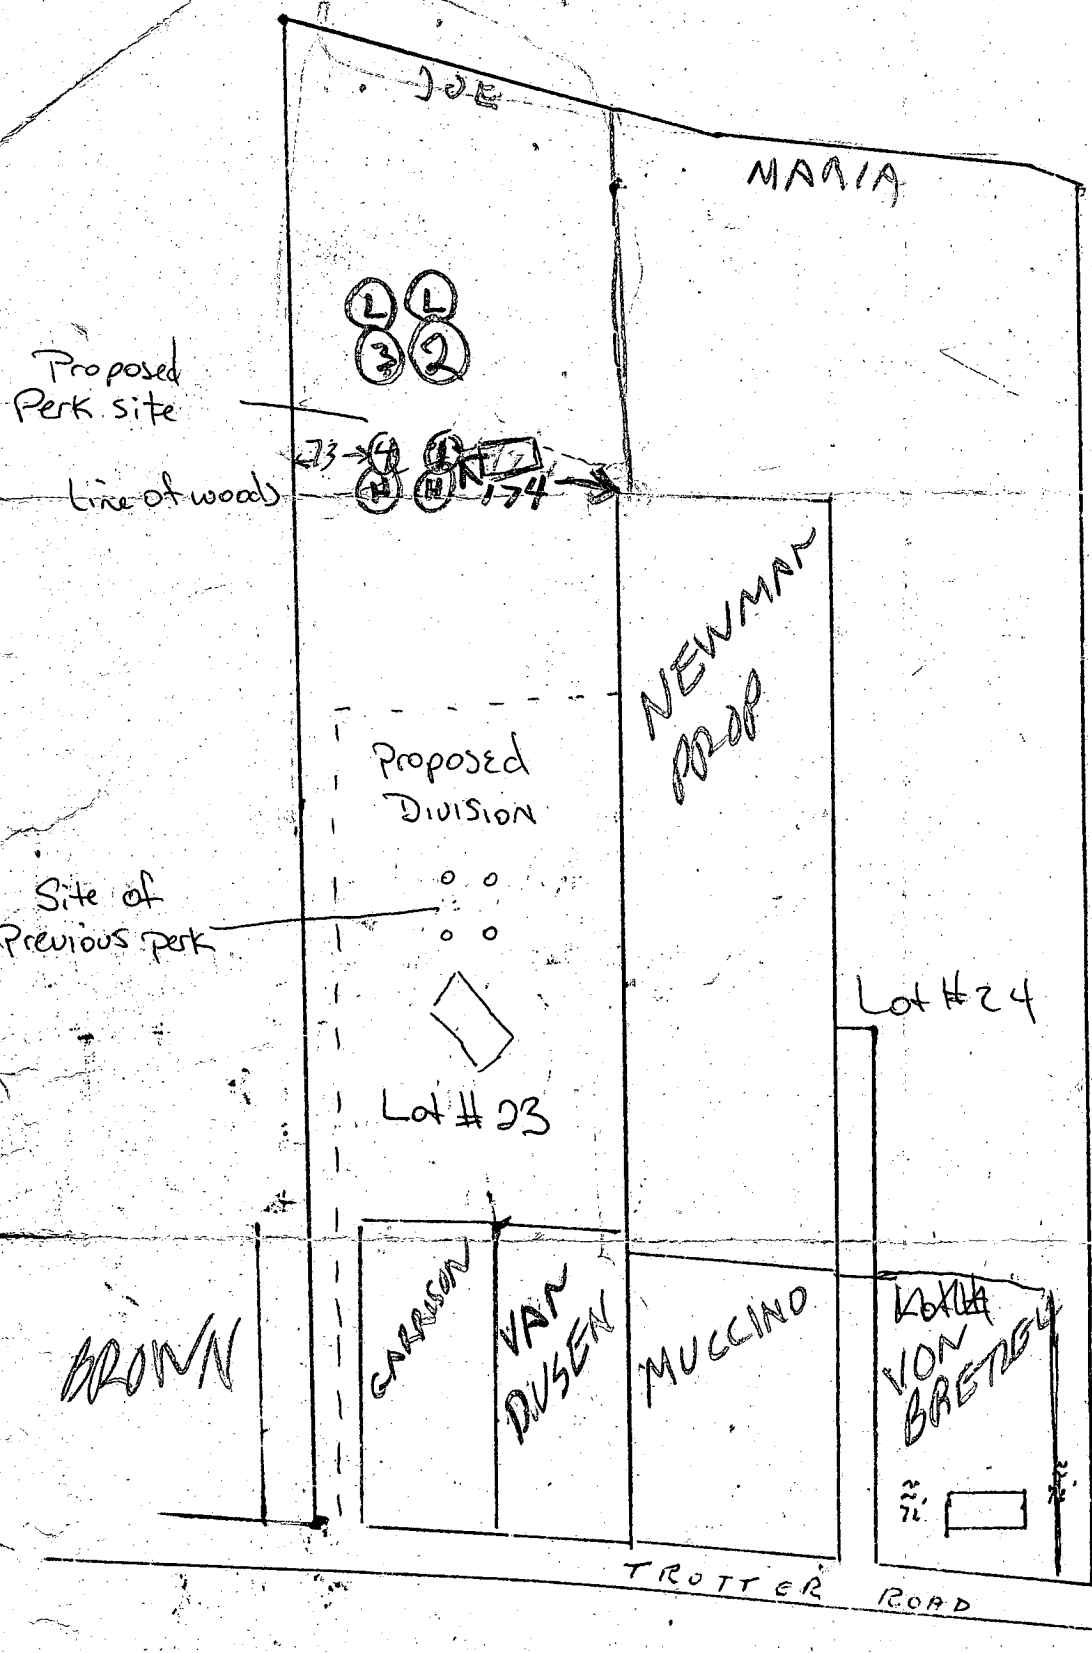 JOE
MARIA
L L
3 2
Proposed
Perk site
73 4
Line of woods
H H 174
NEWMAN
PROP
Proposed
DIVISION
Site of
Previous perk
Lot #24
Lot # 23
BROWN
GARRISON
VAN
DUSEN
MUCCINO
VON
BRETZEL
≈
72'
TROTTER ROAD